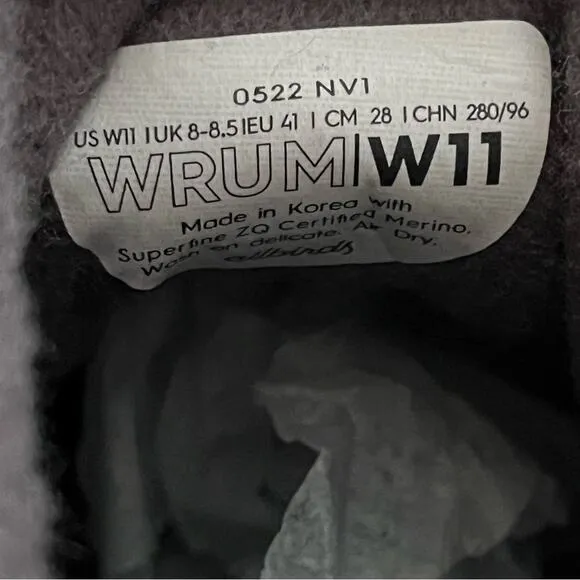 0522 NV1
US W11 | UK 8-8.5 | EU 41 | CM 28 | CHN 280/96
WRUM|W11
Made in Korea with
Superfine ZQ Certified Merino.
Wash on delicate. Air Dry.
allbirds